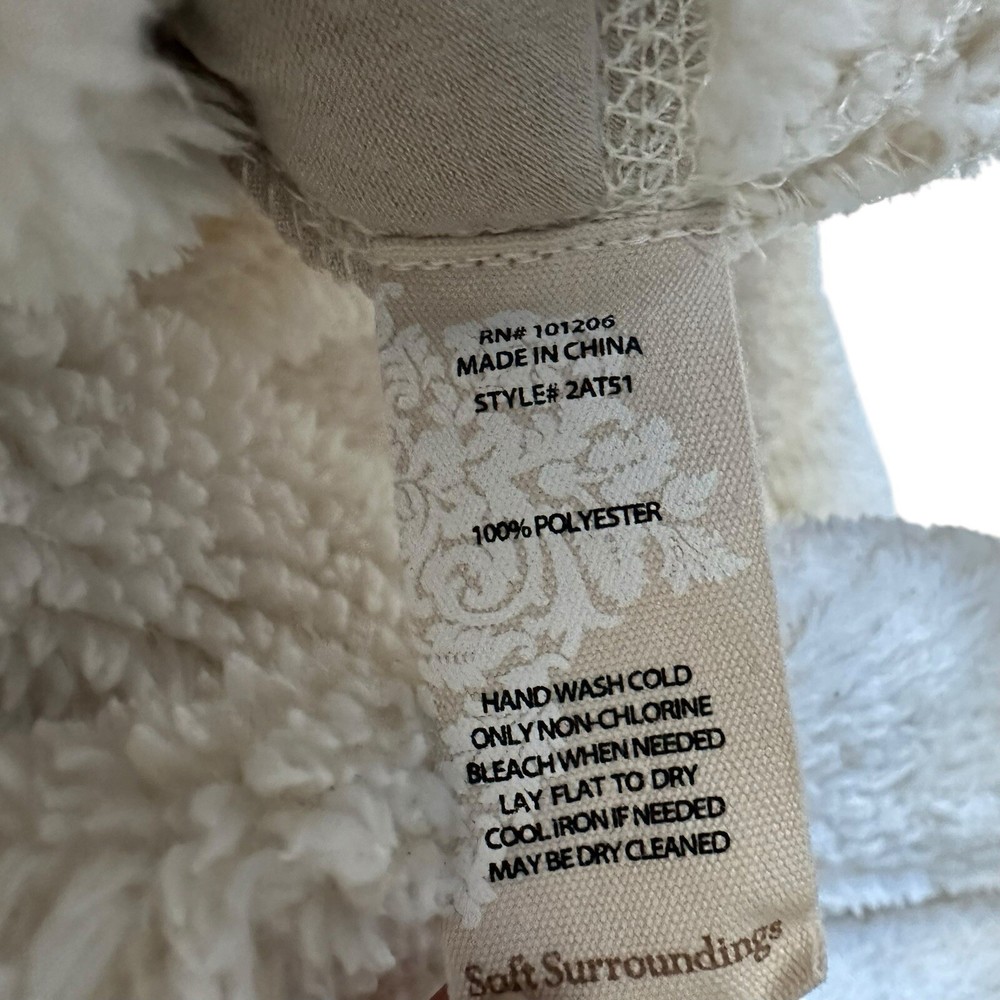 RN# 101206
MADE IN CHINA
STYLE# 2AT51
100% POLYESTER
HAND WASH COLD
ONLY NON-CHLORINE
BLEACH WHEN NEEDED
LAY FLAT TO DRY
COOL IRON IF NEEDED
MAY BE DRY CLEANED
Soft Surroundings